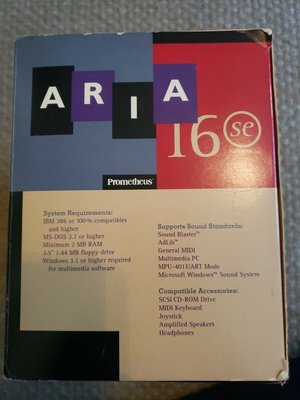 ARIA
16se
Prometheus™
System Requirements:
IBM 386 or 100% compatibles
and higher
MS-DOS 3.1 or higher
Minimum 2 MB RAM
3.5" 1.44 MB floppy drive
Windows 3.1 or higher required
for multimedia software
Supports Sound Standards:
Sound Blaster™
AdLib™
General MIDI
Multimedia PC
MPU-401 UART Mode
Microsoft Windows™ Sound System
Compatible Accessories:
SCSI CD-ROM Drive
MIDI Keyboard
Joystick
Amplified Speakers
Headphones